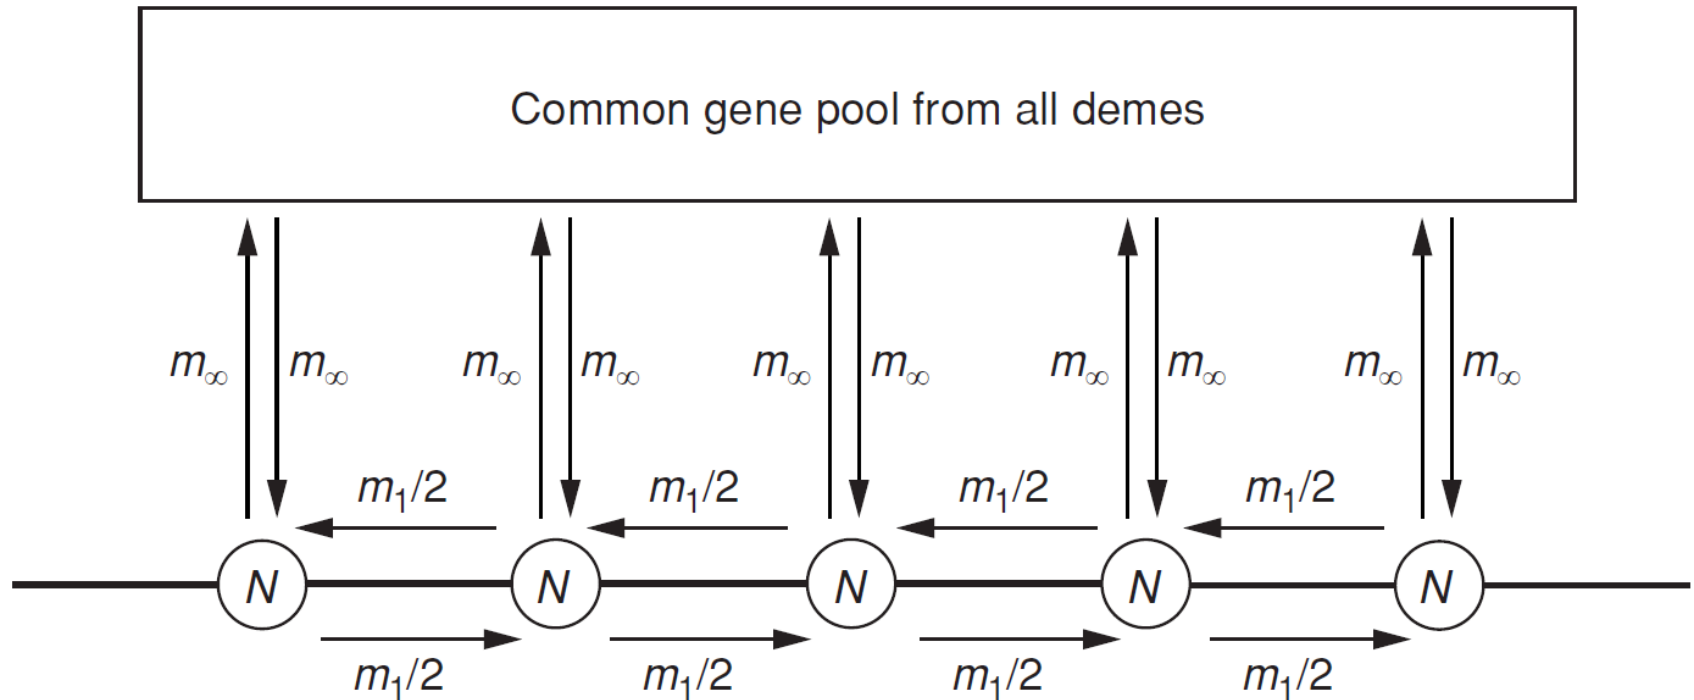 Common gene pool from all demes
m∞ m∞ m∞ m∞ m∞ m∞ m∞ m∞ m∞ m∞
m₁/2 m₁/2 m₁/2 m₁/2
N N N N N
m₁/2 m₁/2 m₁/2 m₁/2